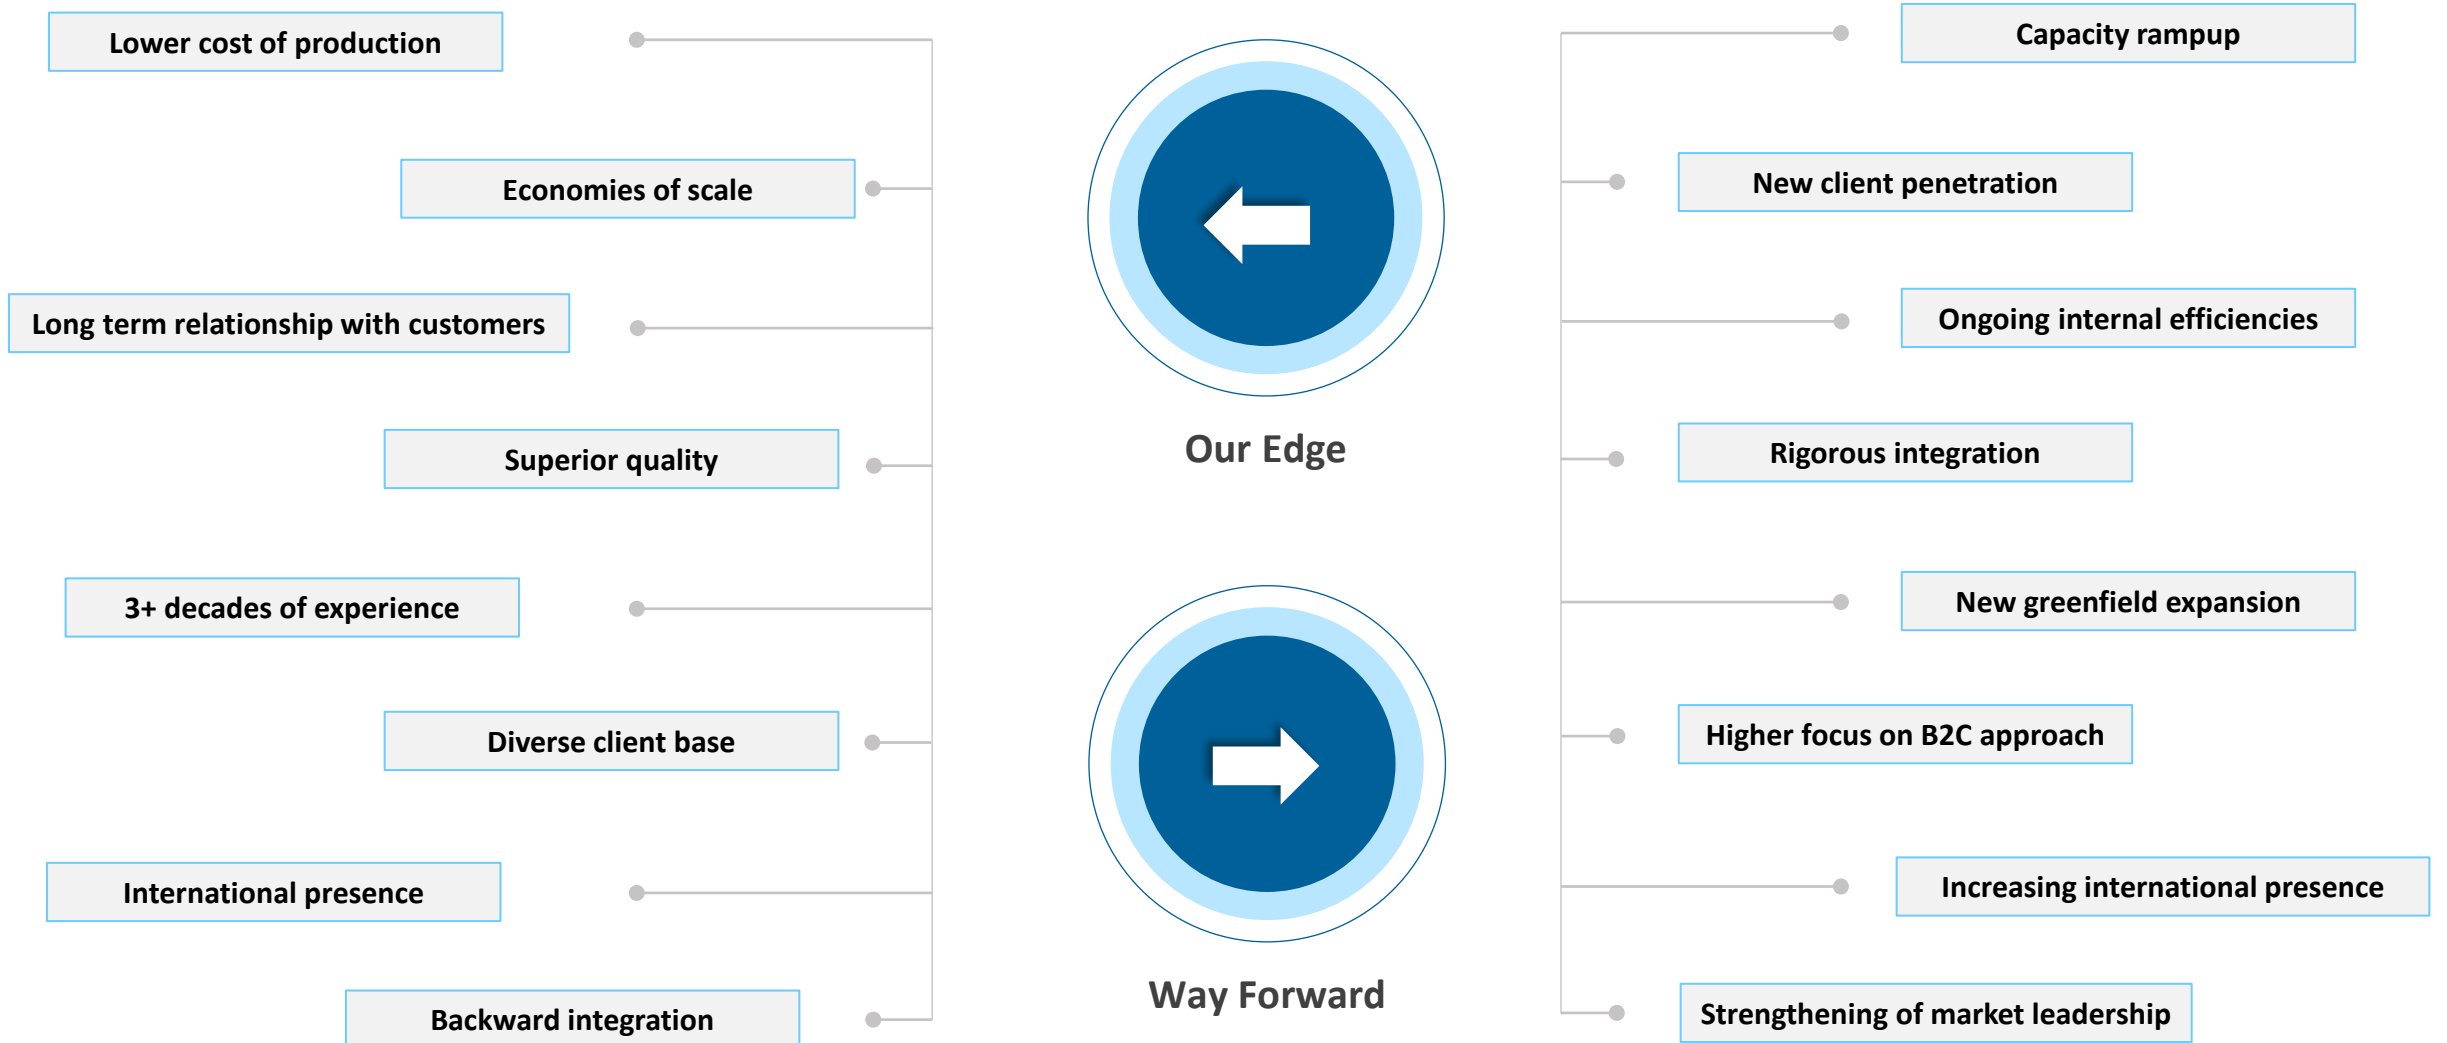 Lower cost of production
Economies of scale
Long term relationship with customers
Superior quality
3+ decades of experience
Diverse client base
International presence
Backward integration
Our Edge
Way Forward
Capacity rampup
New client penetration
Ongoing internal efficiencies
Rigorous integration
New greenfield expansion
Higher focus on B2C approach
Increasing international presence
Strengthening of market leadership